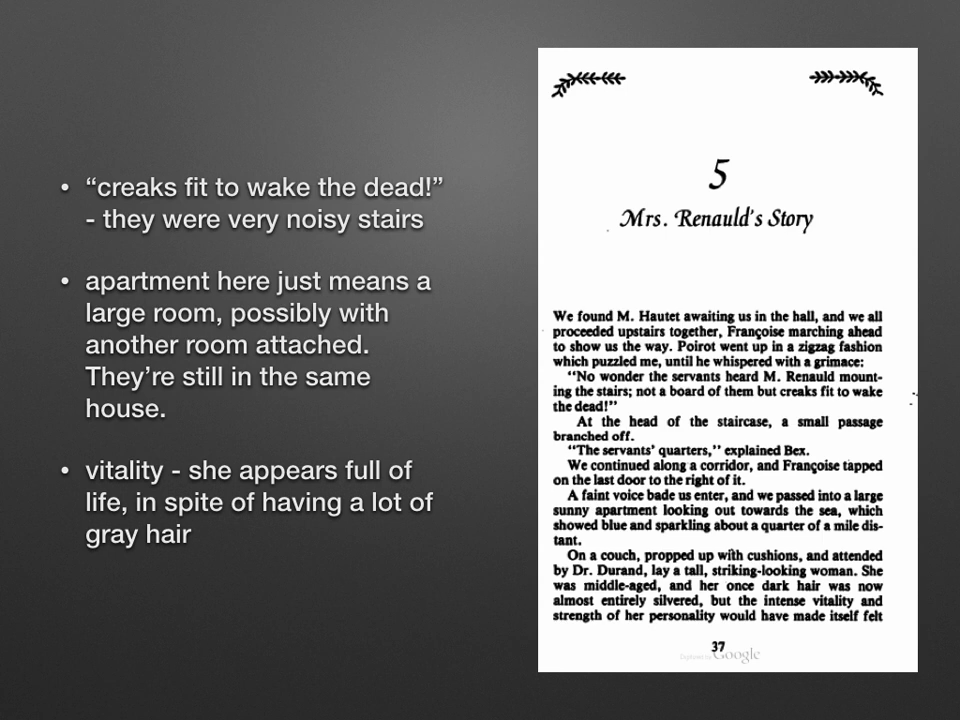 • “creaks fit to wake the dead!”
- they were very noisy stairs
• apartment here just means a
large room, possibly with
another room attached.
They’re still in the same
house.
• vitality - she appears full of
life, in spite of having a lot of
gray hair
5
Mrs. Renauld's Story
We found M. Hautet awaiting us in the hall, and we all
proceeded upstairs together, Françoise marching ahead
to show us the way. Poirot went up in a zigzag fashion
which puzzled me, until he whispered with a grimace:
"No wonder the servants heard M. Renauld mount-
ing the stairs; not a board of them but creaks fit to wake
the dead!"
At the head of the staircase, a small passage
branched off.
"The servants' quarters," explained Bex.
We continued along a corridor, and Françoise tapped
on the last door to the right of it.
A faint voice bade us enter, and we passed into a large
sunny apartment looking out towards the sea, which
showed blue and sparkling about a quarter of a mile dis-
tant.
On a couch, propped up with cushions, and attended
by Dr. Durand, lay a tall, striking-looking woman. She
was middle-aged, and her once dark hair was now
almost entirely silvered, but the intense vitality and
strength of her personality would have made itself felt
37
Google